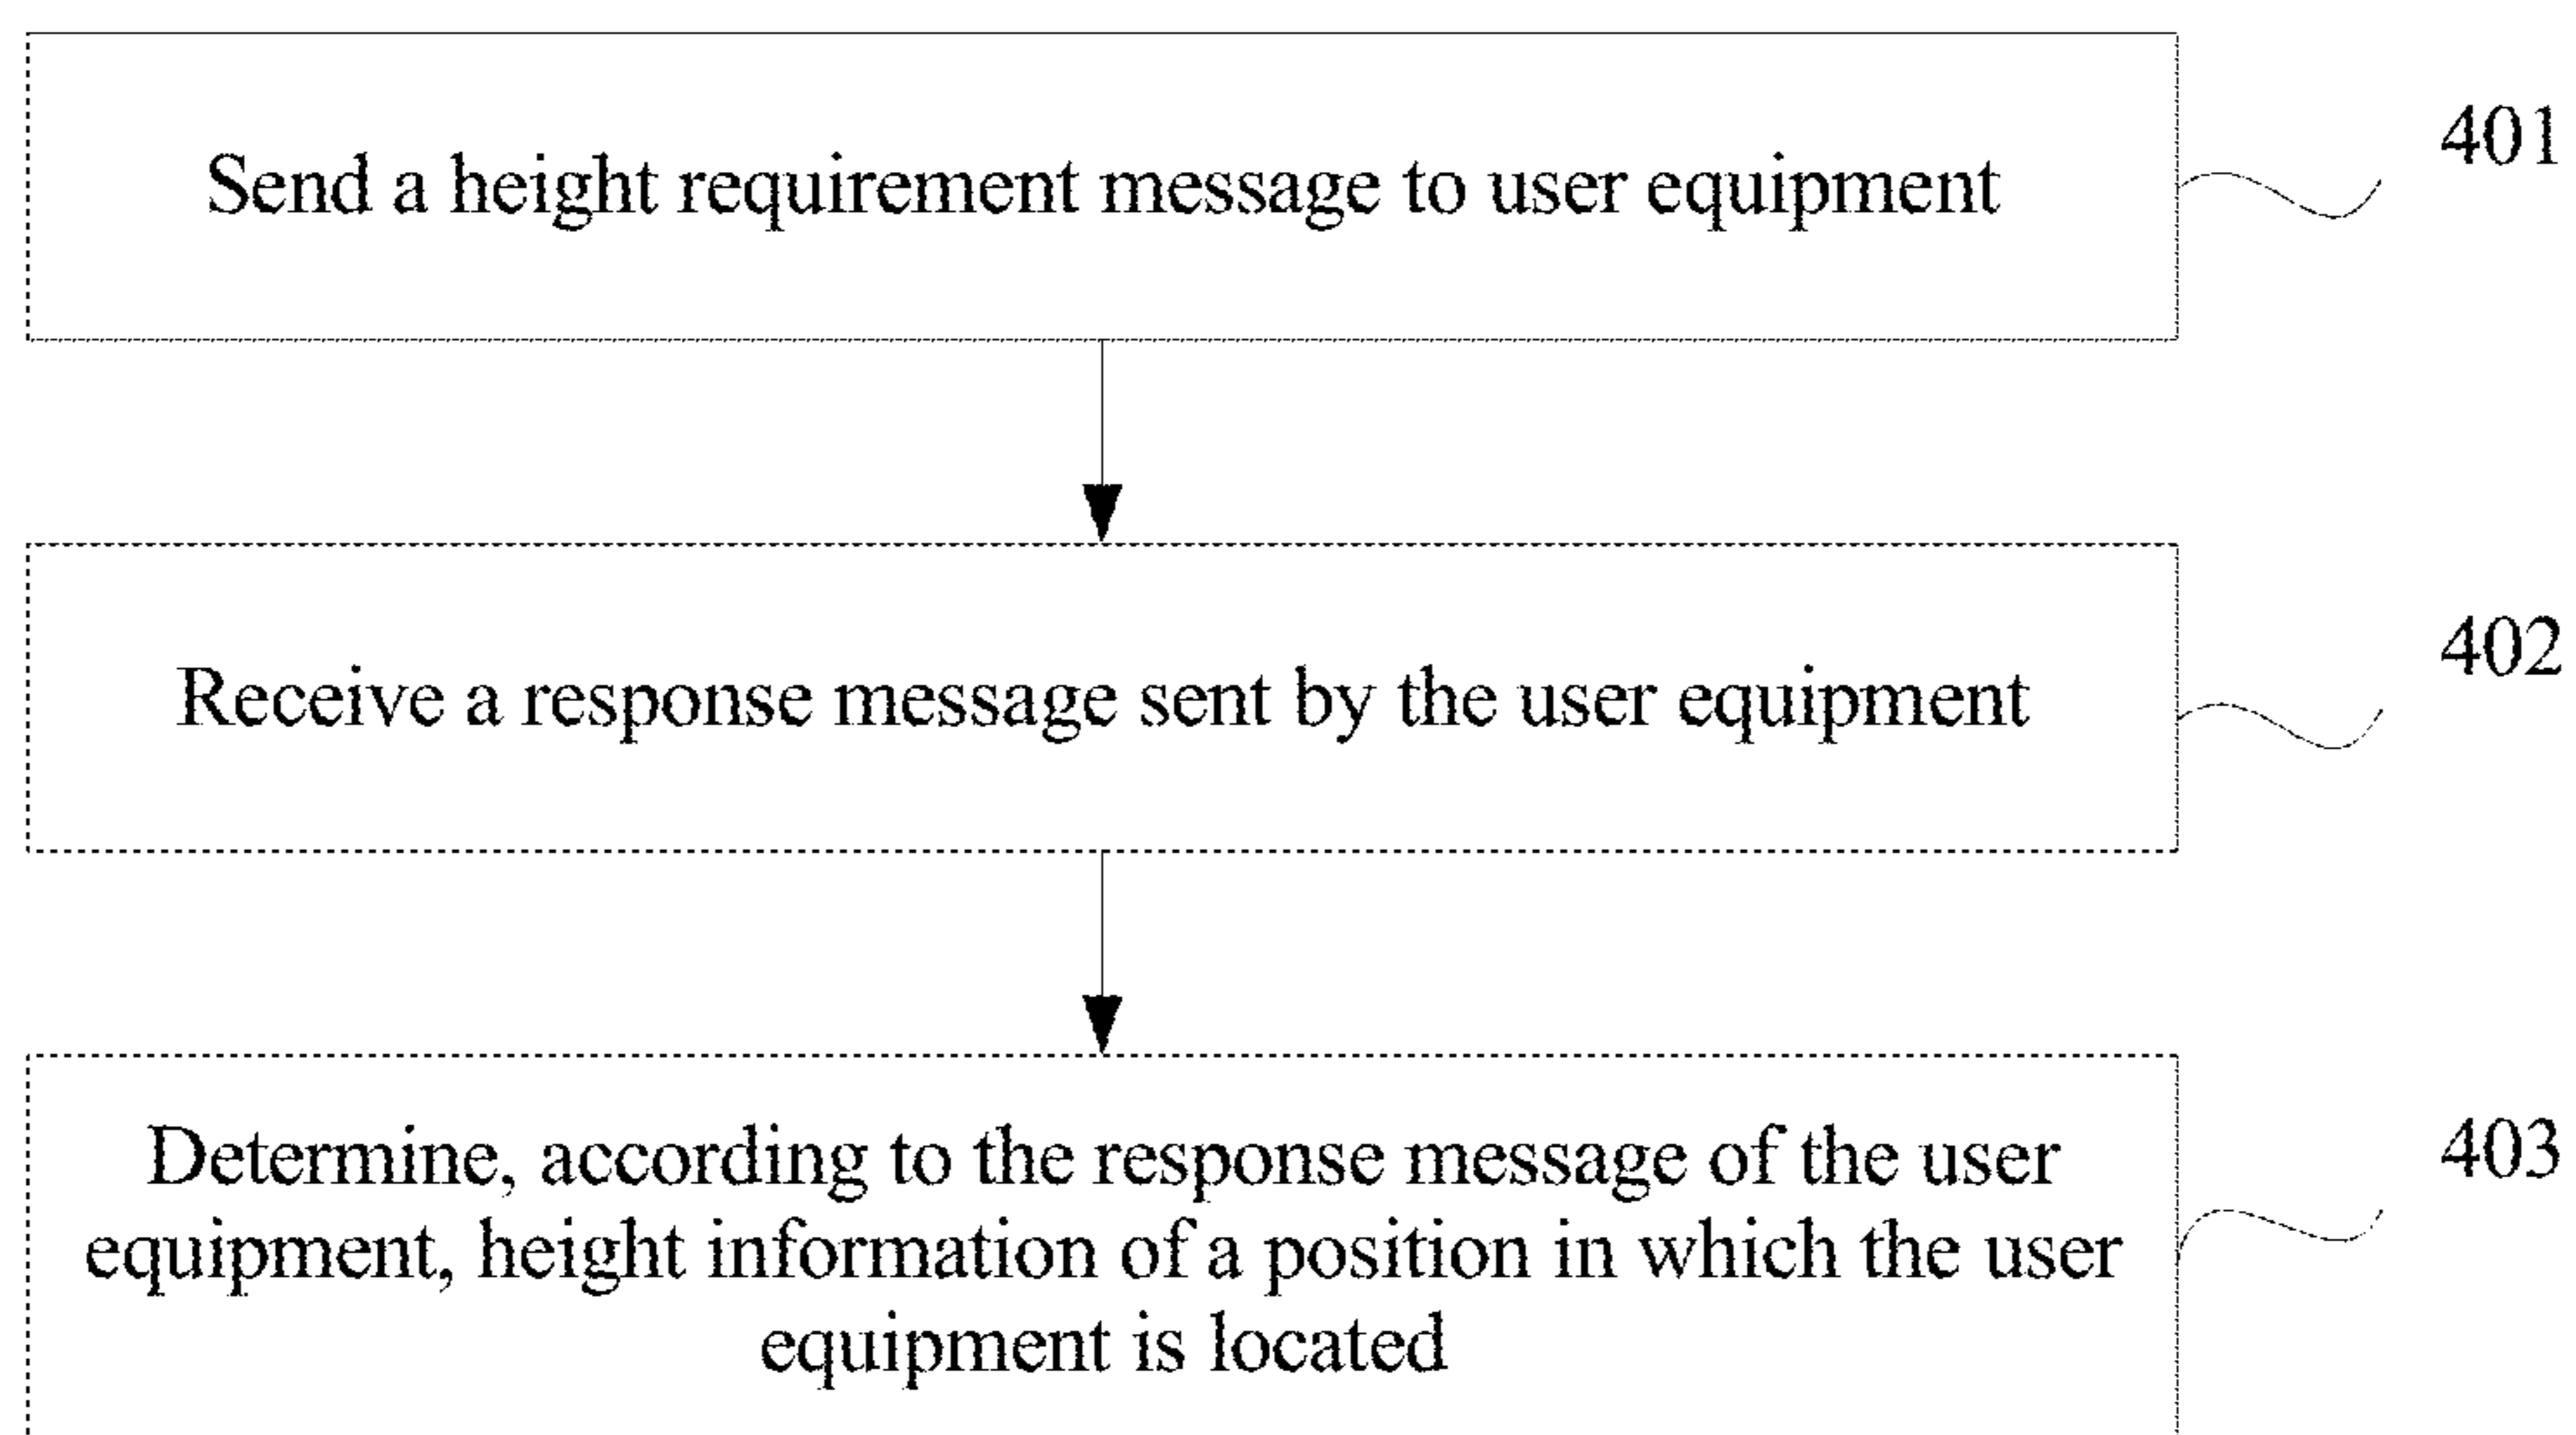 Send a height requirement message to user equipment
401
Receive a response message sent by the user equipment
402
Determine, according to the response message of the user
equipment, height information of a position in which the user
equipment is located
403